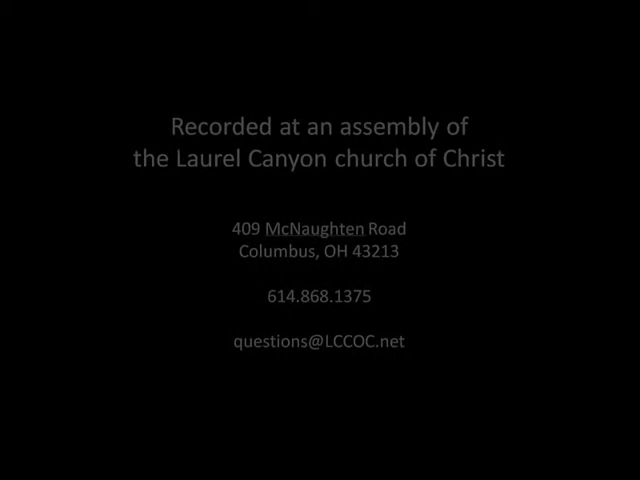 Recorded at an assembly of
the Laurel Canyon church of Christ
409 McNaughten Road
Columbus, OH 43213
614.868.1375
questions@LCCOC.net